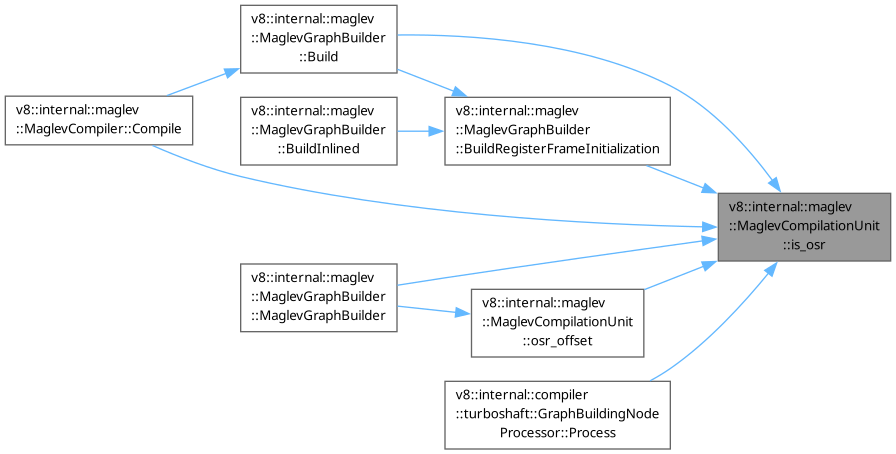 v8::internal::maglev
::MaglevGraphBuilder
::Build
v8::internal::maglev
::MaglevCompiler::Compile
v8::internal::maglev
::MaglevGraphBuilder
::BuildInlined
v8::internal::maglev
::MaglevGraphBuilder
::BuildRegisterFrameInitialization
v8::internal::maglev
::MaglevCompilationUnit
::is_osr
v8::internal::maglev
::MaglevGraphBuilder
::MaglevGraphBuilder
v8::internal::maglev
::MaglevCompilationUnit
::osr_offset
v8::internal::compiler
::turboshaft::GraphBuildingNode
Processor::Process